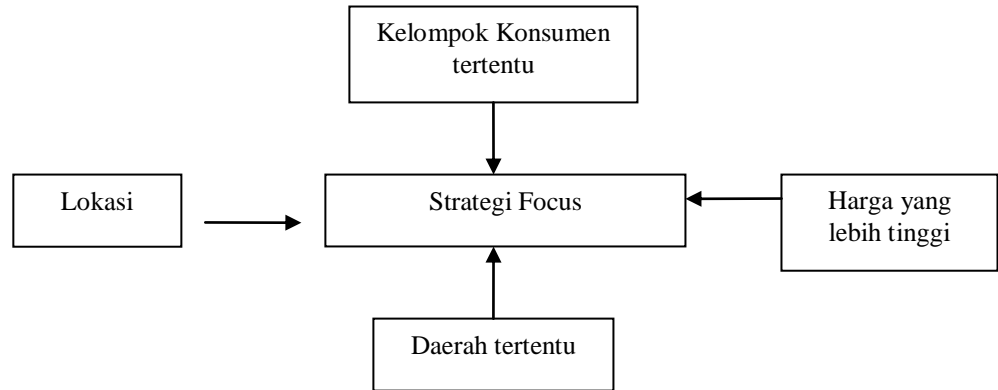 Kelompok Konsumen
tertentu
Lokasi
Strategi Focus
Harga yang
lebih tinggi
Daerah tertentu